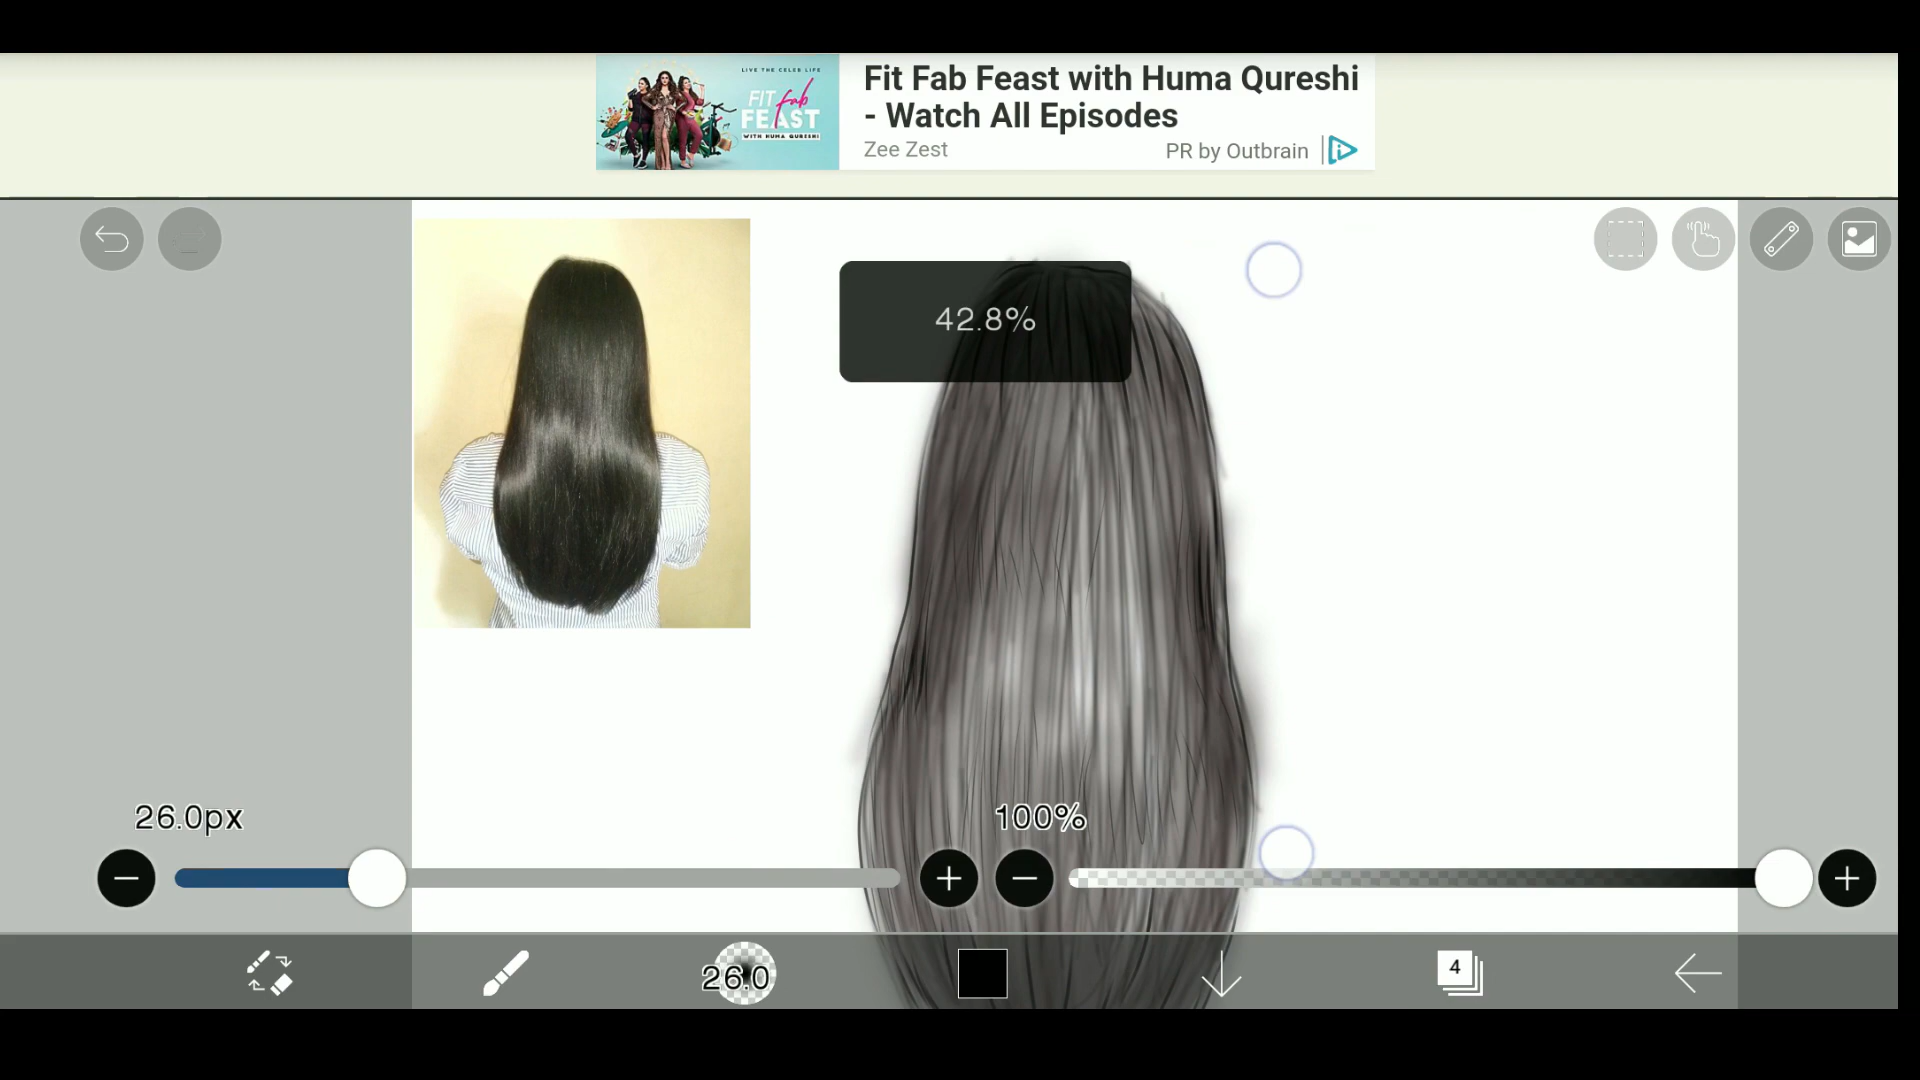 LIVE THE CELEB LIFE
FIT fab
FEAST
WITH HUMA QURESHI
Fit Fab Feast with Huma Qureshi
- Watch All Episodes
Zee Zest
PR by Outbrain
42.8%
26.0px
100%
26.0
4